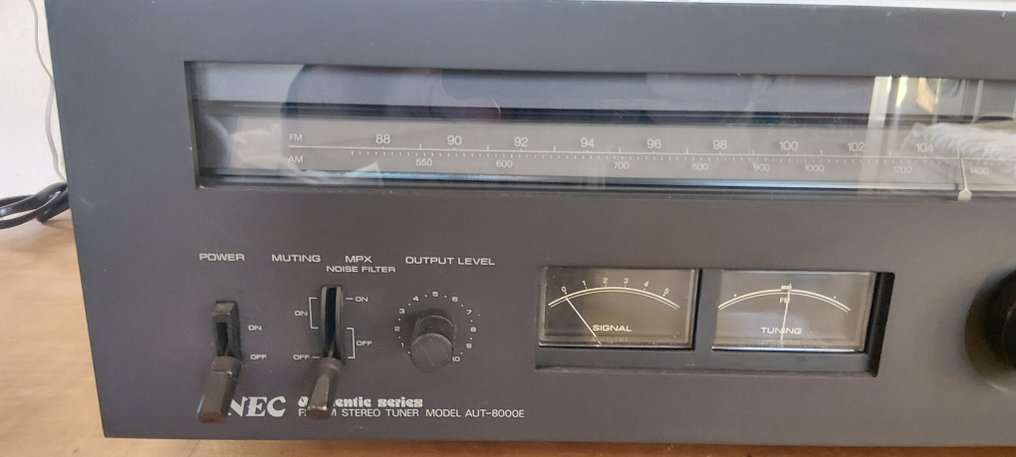 FM 88 90 92 94 96 98 100 102 104
AM 550 600 700 800 900 1000 1200 1400
POWER MUTING MPX NOISE FILTER OUTPUT LEVEL
ON OFF
ON OFF
ON OFF
2 3 4 5 6 7 8 9 10
0 1 2 3 4 5
SIGNAL
FM
TUNING
NEC series
STEREO TUNER MODEL AUT-8000E